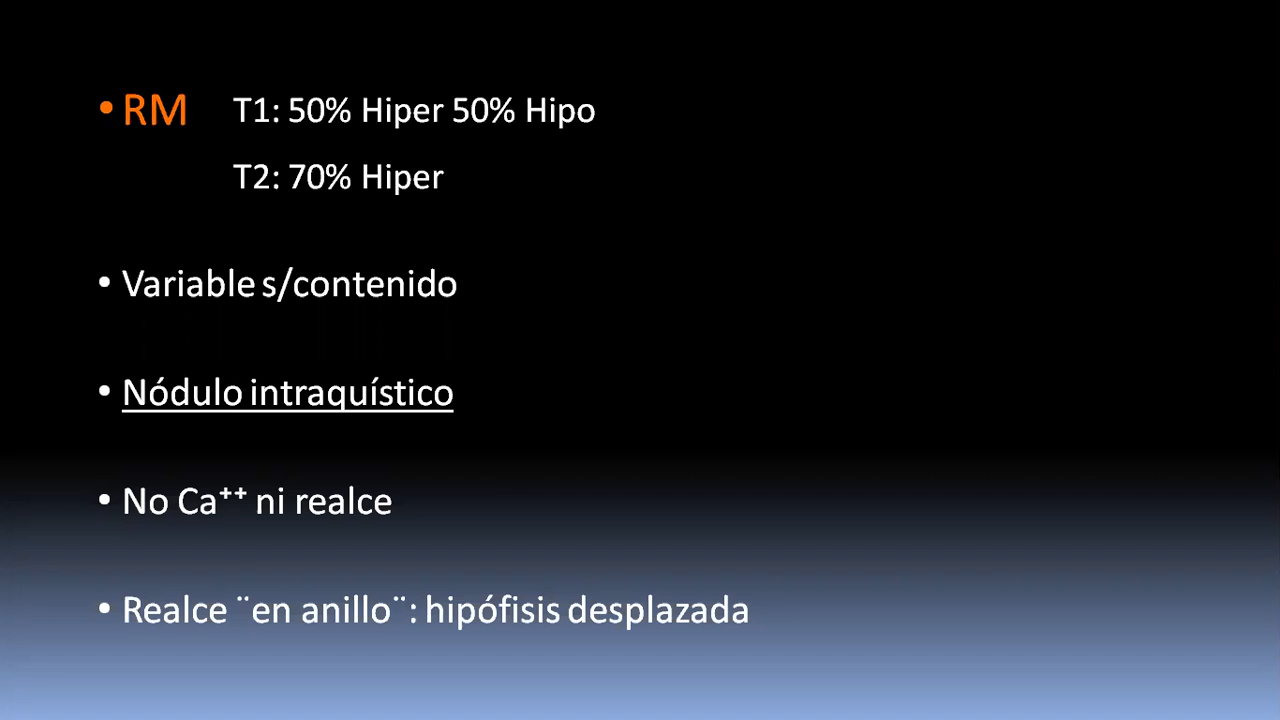 • RM T1: 50% Hiper 50% Hipo
T2: 70% Hiper
• Variable s/contenido
• Nódulo intraquístico
• No Ca⁺⁺ ni realce
• Realce ¨en anillo¨: hipófisis desplazada